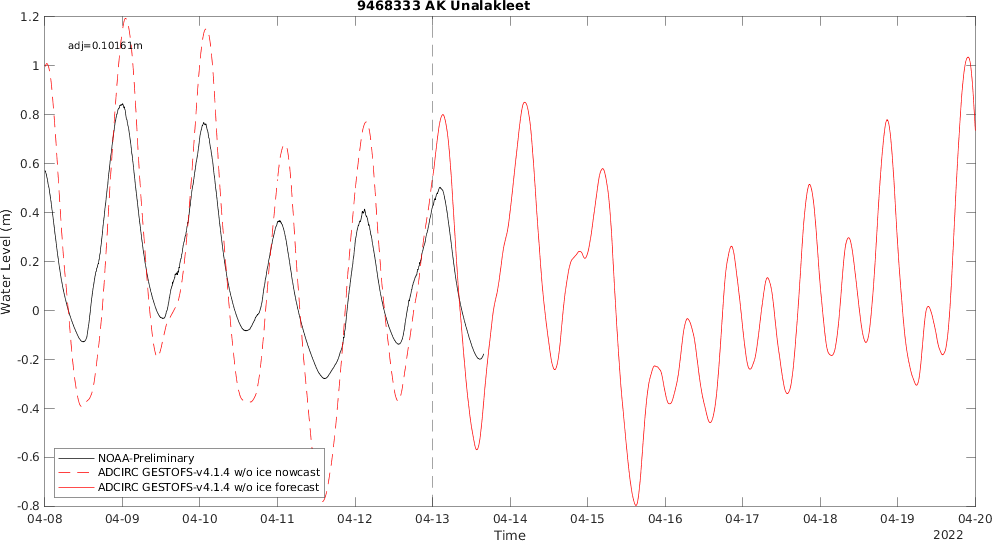 9468333 AK Unalakleet
adj=0.10161m
1.2
1
0.8
0.6
0.4
0.2
0
-0.2
-0.4
-0.6
-0.8
Water Level (m)
NOAA-Preliminary
ADCIRC GESTOFS-v4.1.4 w/o ice nowcast
ADCIRC GESTOFS-v4.1.4 w/o ice forecast
04-08 04-09 04-10 04-11 04-12 04-13 04-14 04-15 04-16 04-17 04-18 04-19 04-20
Time
2022